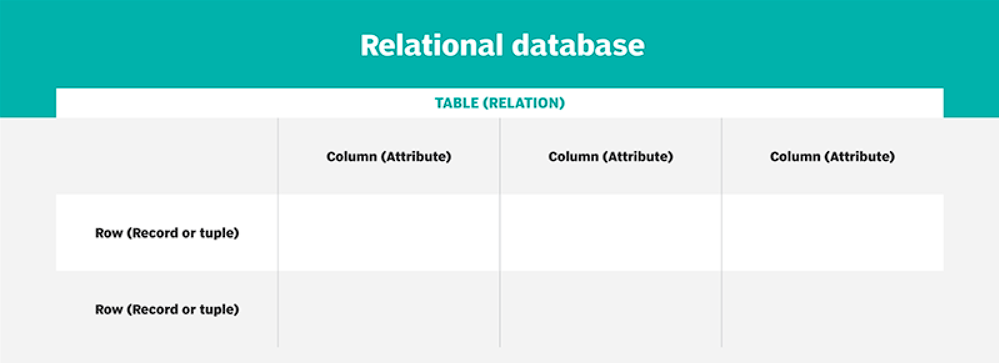 Relational database
TABLE (RELATION)
Column (Attribute) Column (Attribute) Column (Attribute)
Row (Record or tuple)
Row (Record or tuple)